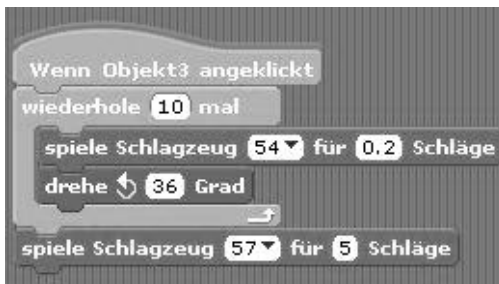 Wenn Objekt3 angeklickt
wiederhole 10 mal
spiele Schlagzeug 54 für 0.2 Schläge
drehe 36 Grad
spiele Schlagzeug 57 für 5 Schläge